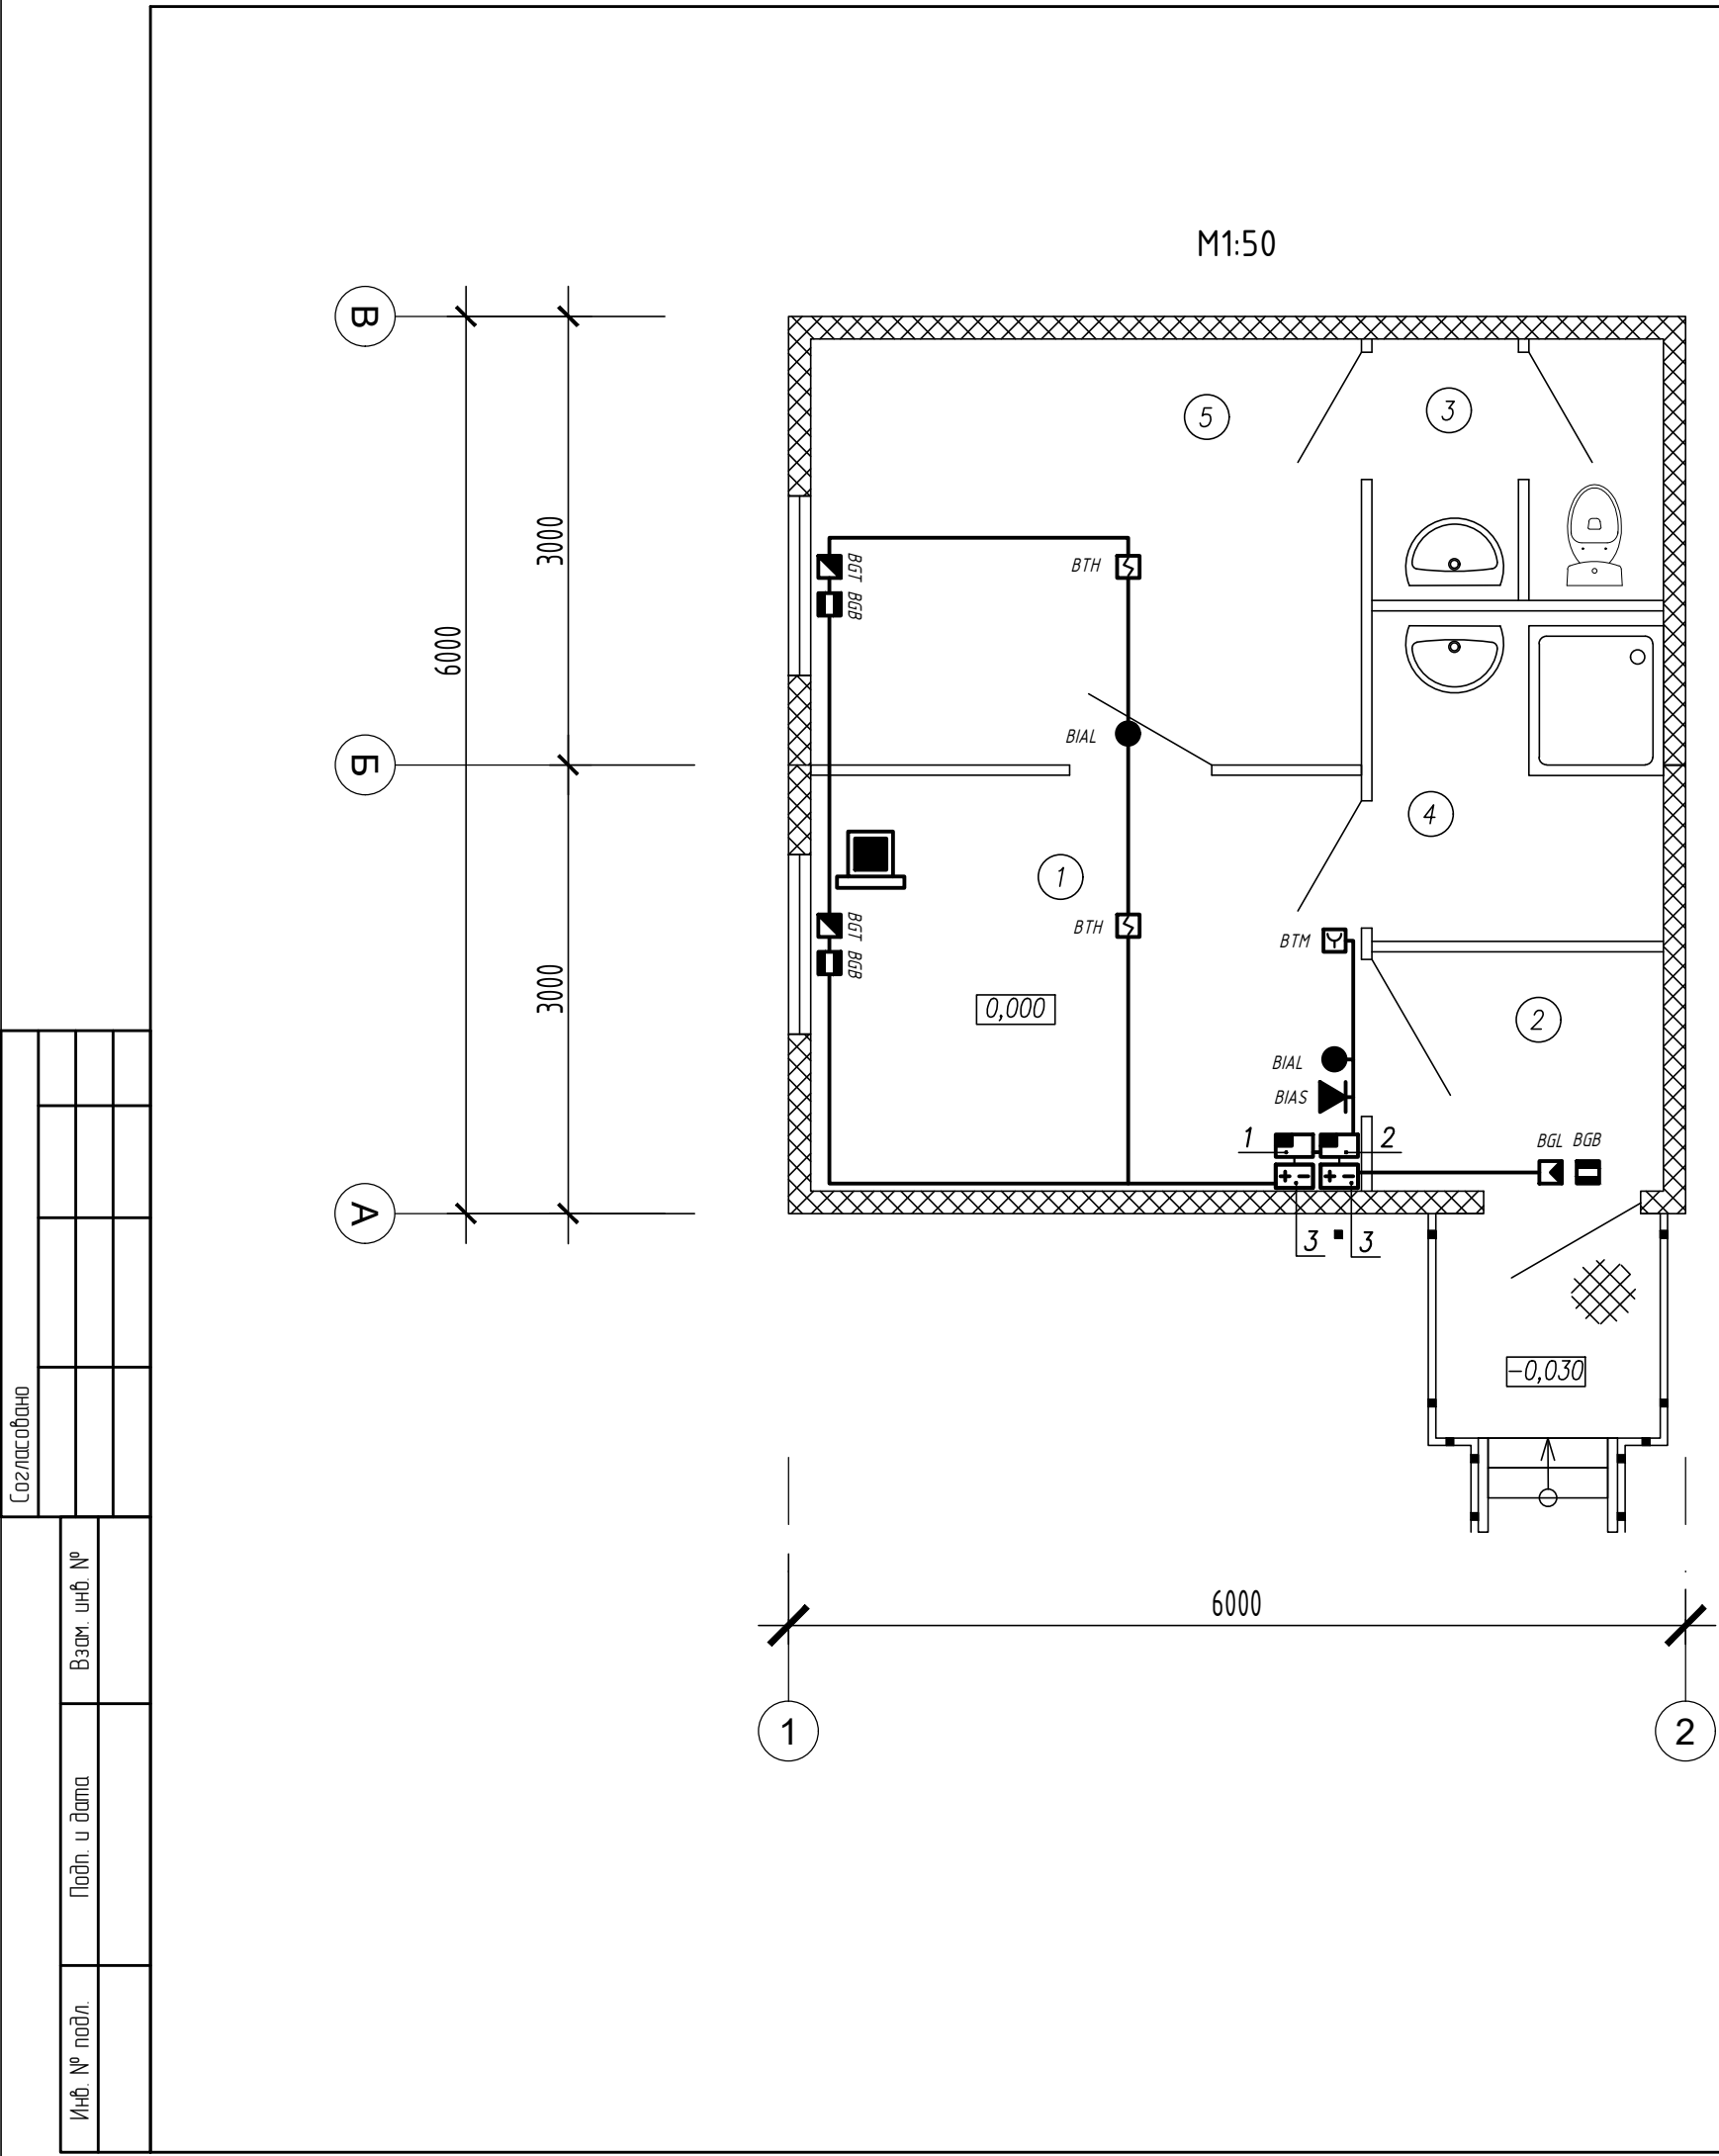 М1:50
В
Б
А
3000
6000
3000
5
3
BGT
BGB
BTH
BIAL
4
1
BGT
BGB
BTH
BTM
0,000
2
BIAL
BIAS
1
2
BGL
BGB
3
3
-0,030
6000
1
2
Согласовано
Взам. инв. №
Подп. и дата
Инв. № подл.